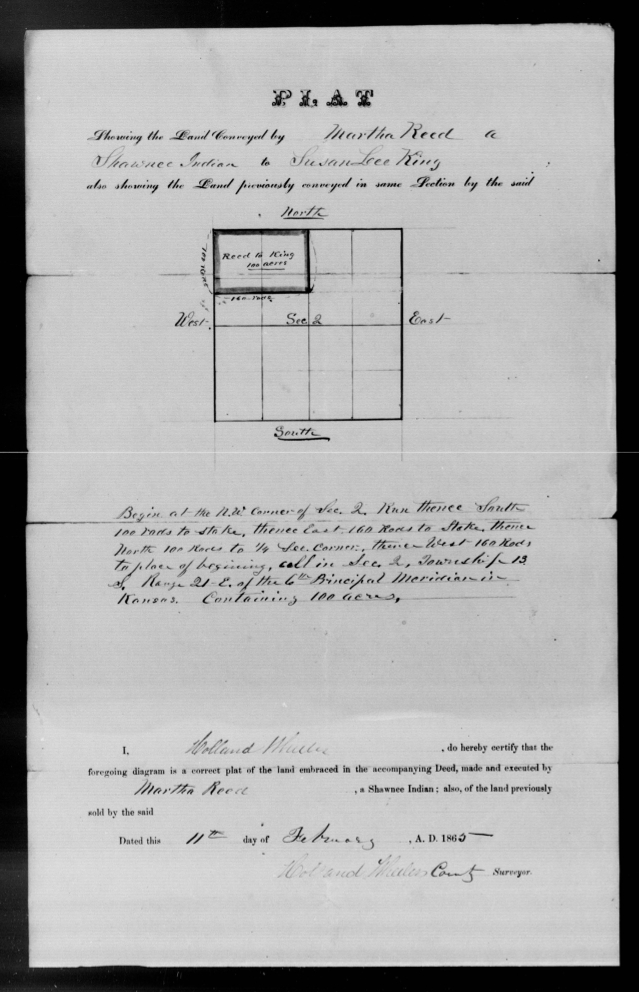 PLAT
Showing the Land Conveyed by Martha Reed a
Shawnee Indian to Susan Lee King ;
also showing the Land previously conveyed in same Section by the said
North
Reed to King
100 acres
100 rods
160 rods
West
Sec. 2
East
South
Begin at the N.W. Corner of Sec. 2. Run thence South
100 rods to stake, thence East 160 Rods to Stake, thence
North 100 Rods to 1/4 Sec. Corner, thence West 160 Rods
to place of beginning, all in Sec. 2, Township 13
S, Range 21 E. of the 6th Principal Meridian in
Kansas. Containing 100 acres,
I, Holland Wheeler , do hereby certify that the
foregoing diagram is a correct plat of the land embraced in the accompanying Deed, made and executed by
Martha Reed , a Shawnee Indian; also, of the land previously
sold by the said
Dated this 11th day of February , A. D. 1865
Holland Wheeler County Surveyor.